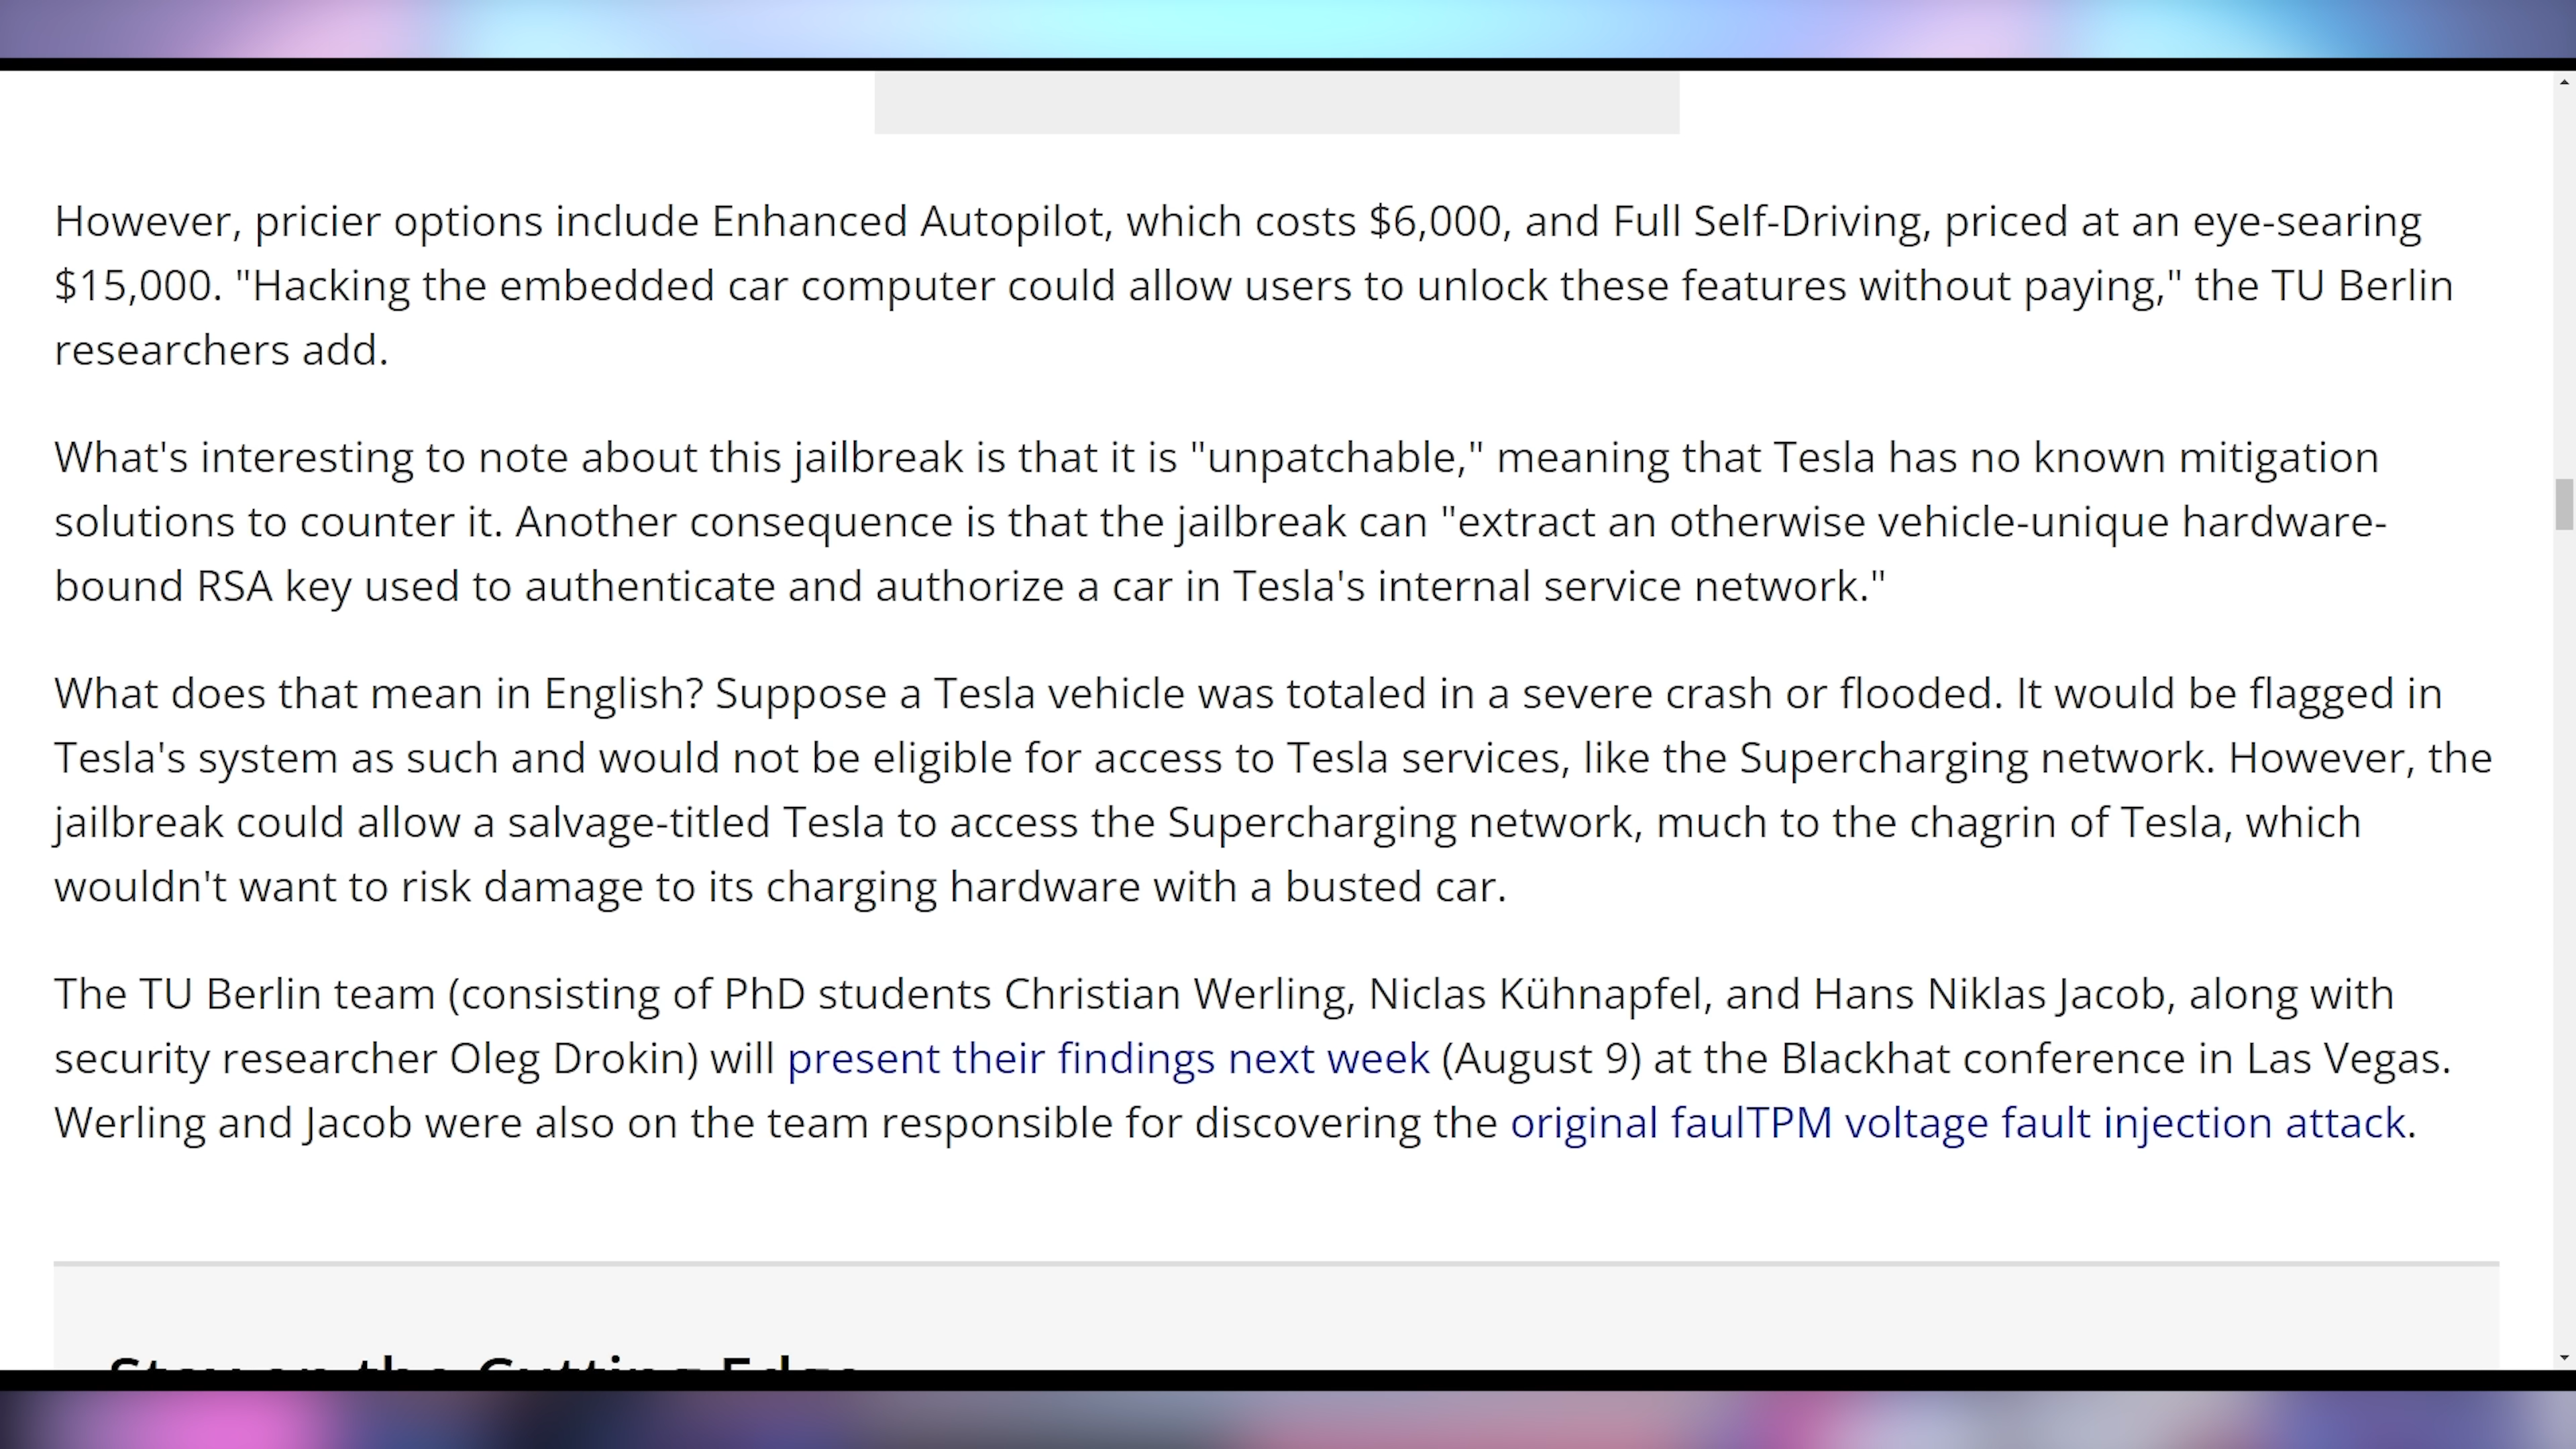 However, pricier options include Enhanced Autopilot, which costs $6,000, and Full Self-Driving, priced at an eye-searing
$15,000. "Hacking the embedded car computer could allow users to unlock these features without paying," the TU Berlin
researchers add.
What's interesting to note about this jailbreak is that it is "unpatchable," meaning that Tesla has no known mitigation
solutions to counter it. Another consequence is that the jailbreak can "extract an otherwise vehicle-unique hardware-
bound RSA key used to authenticate and authorize a car in Tesla's internal service network."
What does that mean in English? Suppose a Tesla vehicle was totaled in a severe crash or flooded. It would be flagged in
Tesla's system as such and would not be eligible for access to Tesla services, like the Supercharging network. However, the
jailbreak could allow a salvage-titled Tesla to access the Supercharging network, much to the chagrin of Tesla, which
wouldn't want to risk damage to its charging hardware with a busted car.
The TU Berlin team (consisting of PhD students Christian Werling, Niclas Kühnapfel, and Hans Niklas Jacob, along with
security researcher Oleg Drokin) will present their findings next week (August 9) at the Blackhat conference in Las Vegas.
Werling and Jacob were also on the team responsible for discovering the original faulTPM voltage fault injection attack.
Stay on the Cutting Edge